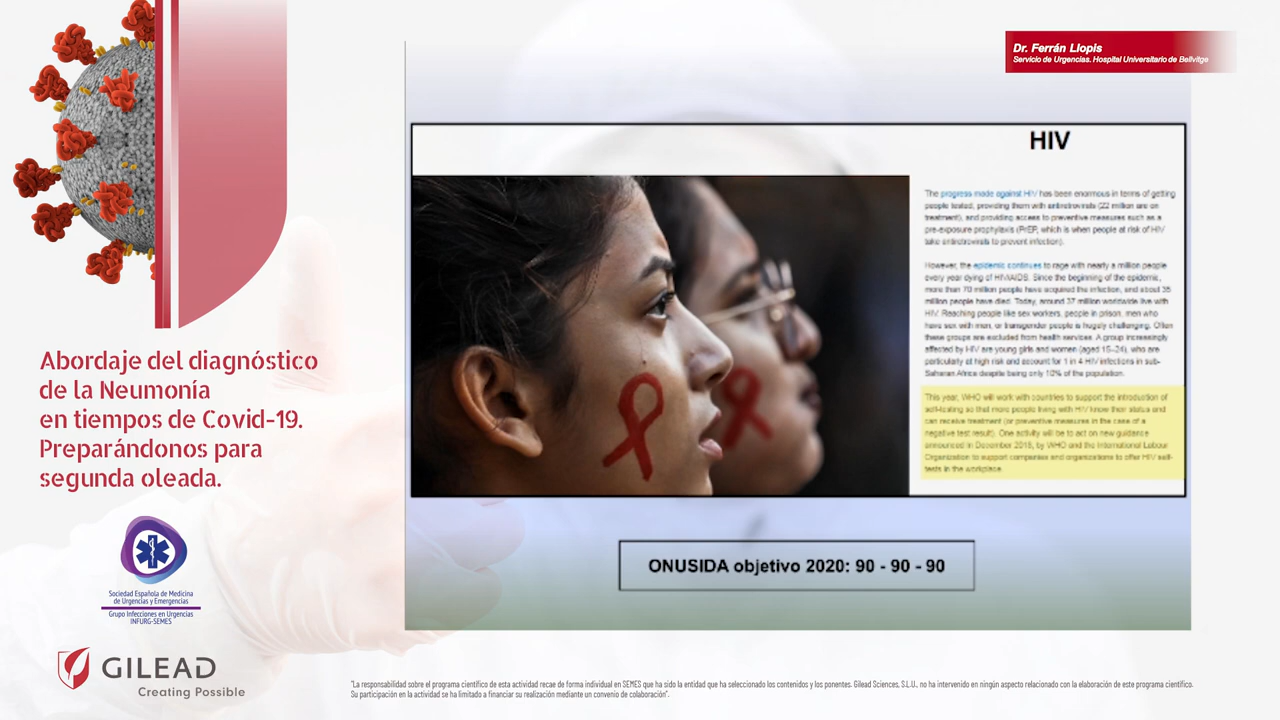 Dr. Ferrán Llopis
Servicio de Urgencias. Hospital Universitario de Bellvitge
HIV
The progress made against HIV has been enormous in terms of getting
people tested, providing them with antiretrovirals (22 million are on
treatment), and providing access to preventive measures such as a
pre-exposure prophylaxis (PrEP, which is when people at risk of HIV
take antiretrovirals to prevent infection).
However, the epidemic continues to rage with nearly a million people
every year dying of HIV/AIDS. Since the beginning of the epidemic,
more than 70 million people have acquired the infection, and about 35
million people have died. Today, around 37 million worldwide live with
HIV. Reaching people like sex workers, people in prison, men who
have sex with men, or transgender people is hugely challenging. Often
these groups are excluded from health services. A group increasingly
affected by HIV are young girls and women (aged 15–24), who are
particularly at high risk and account for 1 in 4 HIV infections in sub-
Saharan Africa despite being only 10% of the population.
This year, WHO will work with countries to support the introduction of
self-testing so that more people living with HIV know their status and
can receive treatment (or preventive measures in the case of a
negative test result). One activity will be to act on new guidance
announced in December 2018, by WHO and the International Labour
Organization to support companies and organizations to offer HIV self-
tests in the workplace.
ONUSIDA objetivo 2020: 90 - 90 - 90
Abordaje del diagnóstico
de la Neumonía
en tiempos de Covid-19.
Preparándonos para
segunda oleada.
Sociedad Española de Medicina
de Urgencias y Emergencias
Grupo Infecciones en Urgencias
INFURG-SEMES
GILEAD
Creating Possible
"La responsabilidad sobre el programa científico de esta actividad recae de forma individual en SEMES que ha sido la entidad que ha seleccionado los contenidos y los ponentes. Gilead Sciences, S.L.U., no ha intervenido en ningún aspecto relacionado con la elaboración de este programa científico.
Su participación en la actividad se ha limitado a financiar su realización mediante un convenio de colaboración".